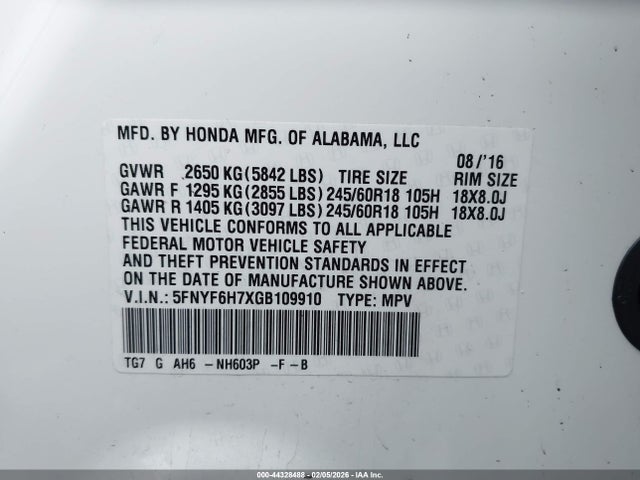 MFD. BY HONDA MFG. OF ALABAMA, LLC 08/'16
GVWR 2650 KG(5842 LBS) TIRE SIZE RIM SIZE
GAWR F 1295 KG(2855 LBS)245/60R18 105H 18X8.0J
GAWR R 1405 KG(3097 LBS)245/60R18 105H 18X8.0J
THIS VEHICLE CONFORMS TO ALL APPLICABLE
FEDERAL MOTOR VEHICLE SAFETY
AND THEFT PREVENTION STANDARDS IN EFFECT
ON THE DATE OF MANUFACTURE SHOWN ABOVE.
V.I.N.: 5FNYF6H7XGB109910 TYPE: MPV
TG7 G AH6 -NH603P -F-B
000-44328488 - 02/05/2026 - IAA Inc.